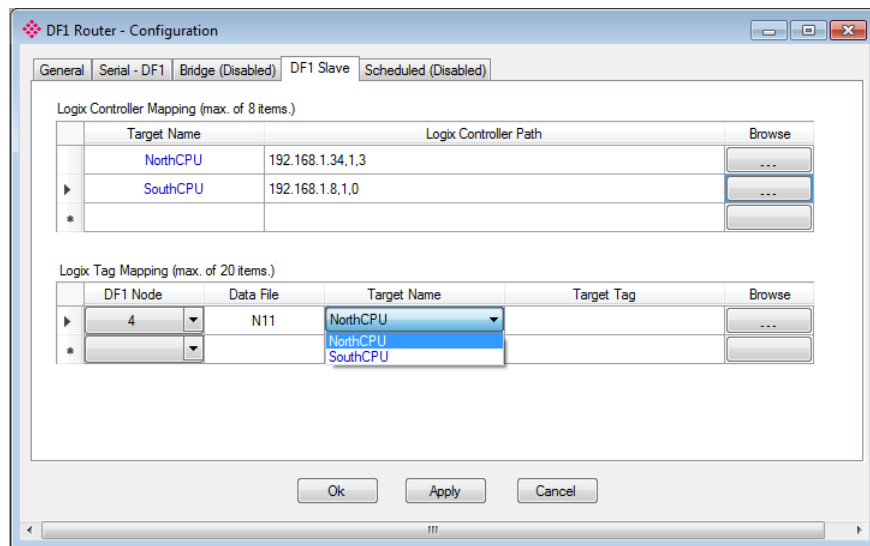 DF1 Router - Configuration
General Serial - DF1 Bridge (Disabled) DF1 Slave Scheduled (Disabled)
Logix Controller Mapping (max. of 8 items.)
Target Name Logix Controller Path Browse
NorthCPU 192.168.1.34,1,3 ...
SouthCPU 192.168.1.8,1,0 ...
Logix Tag Mapping (max. of 20 items.)
DF1 Node Data File Target Name Target Tag Browse
4 N11 NorthCPU ...
NorthCPU
SouthCPU
Ok Apply Cancel